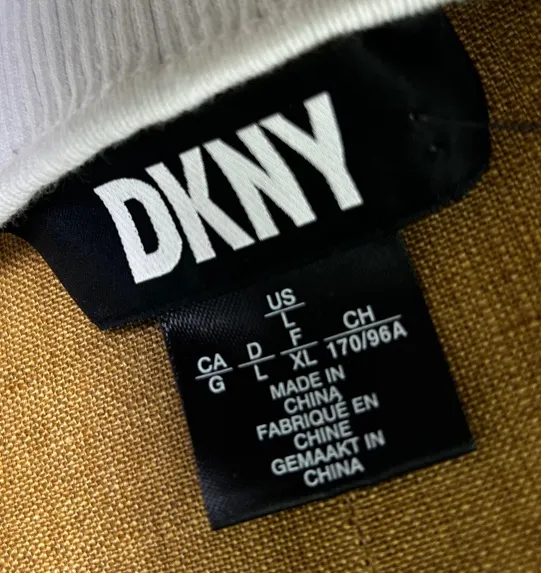 DKNY
US
L
CA D F CH
G L XL 170/96A
MADE IN
CHINA
FABRIQUÉ EN
CHINE
GEMAAKT IN
CHINA